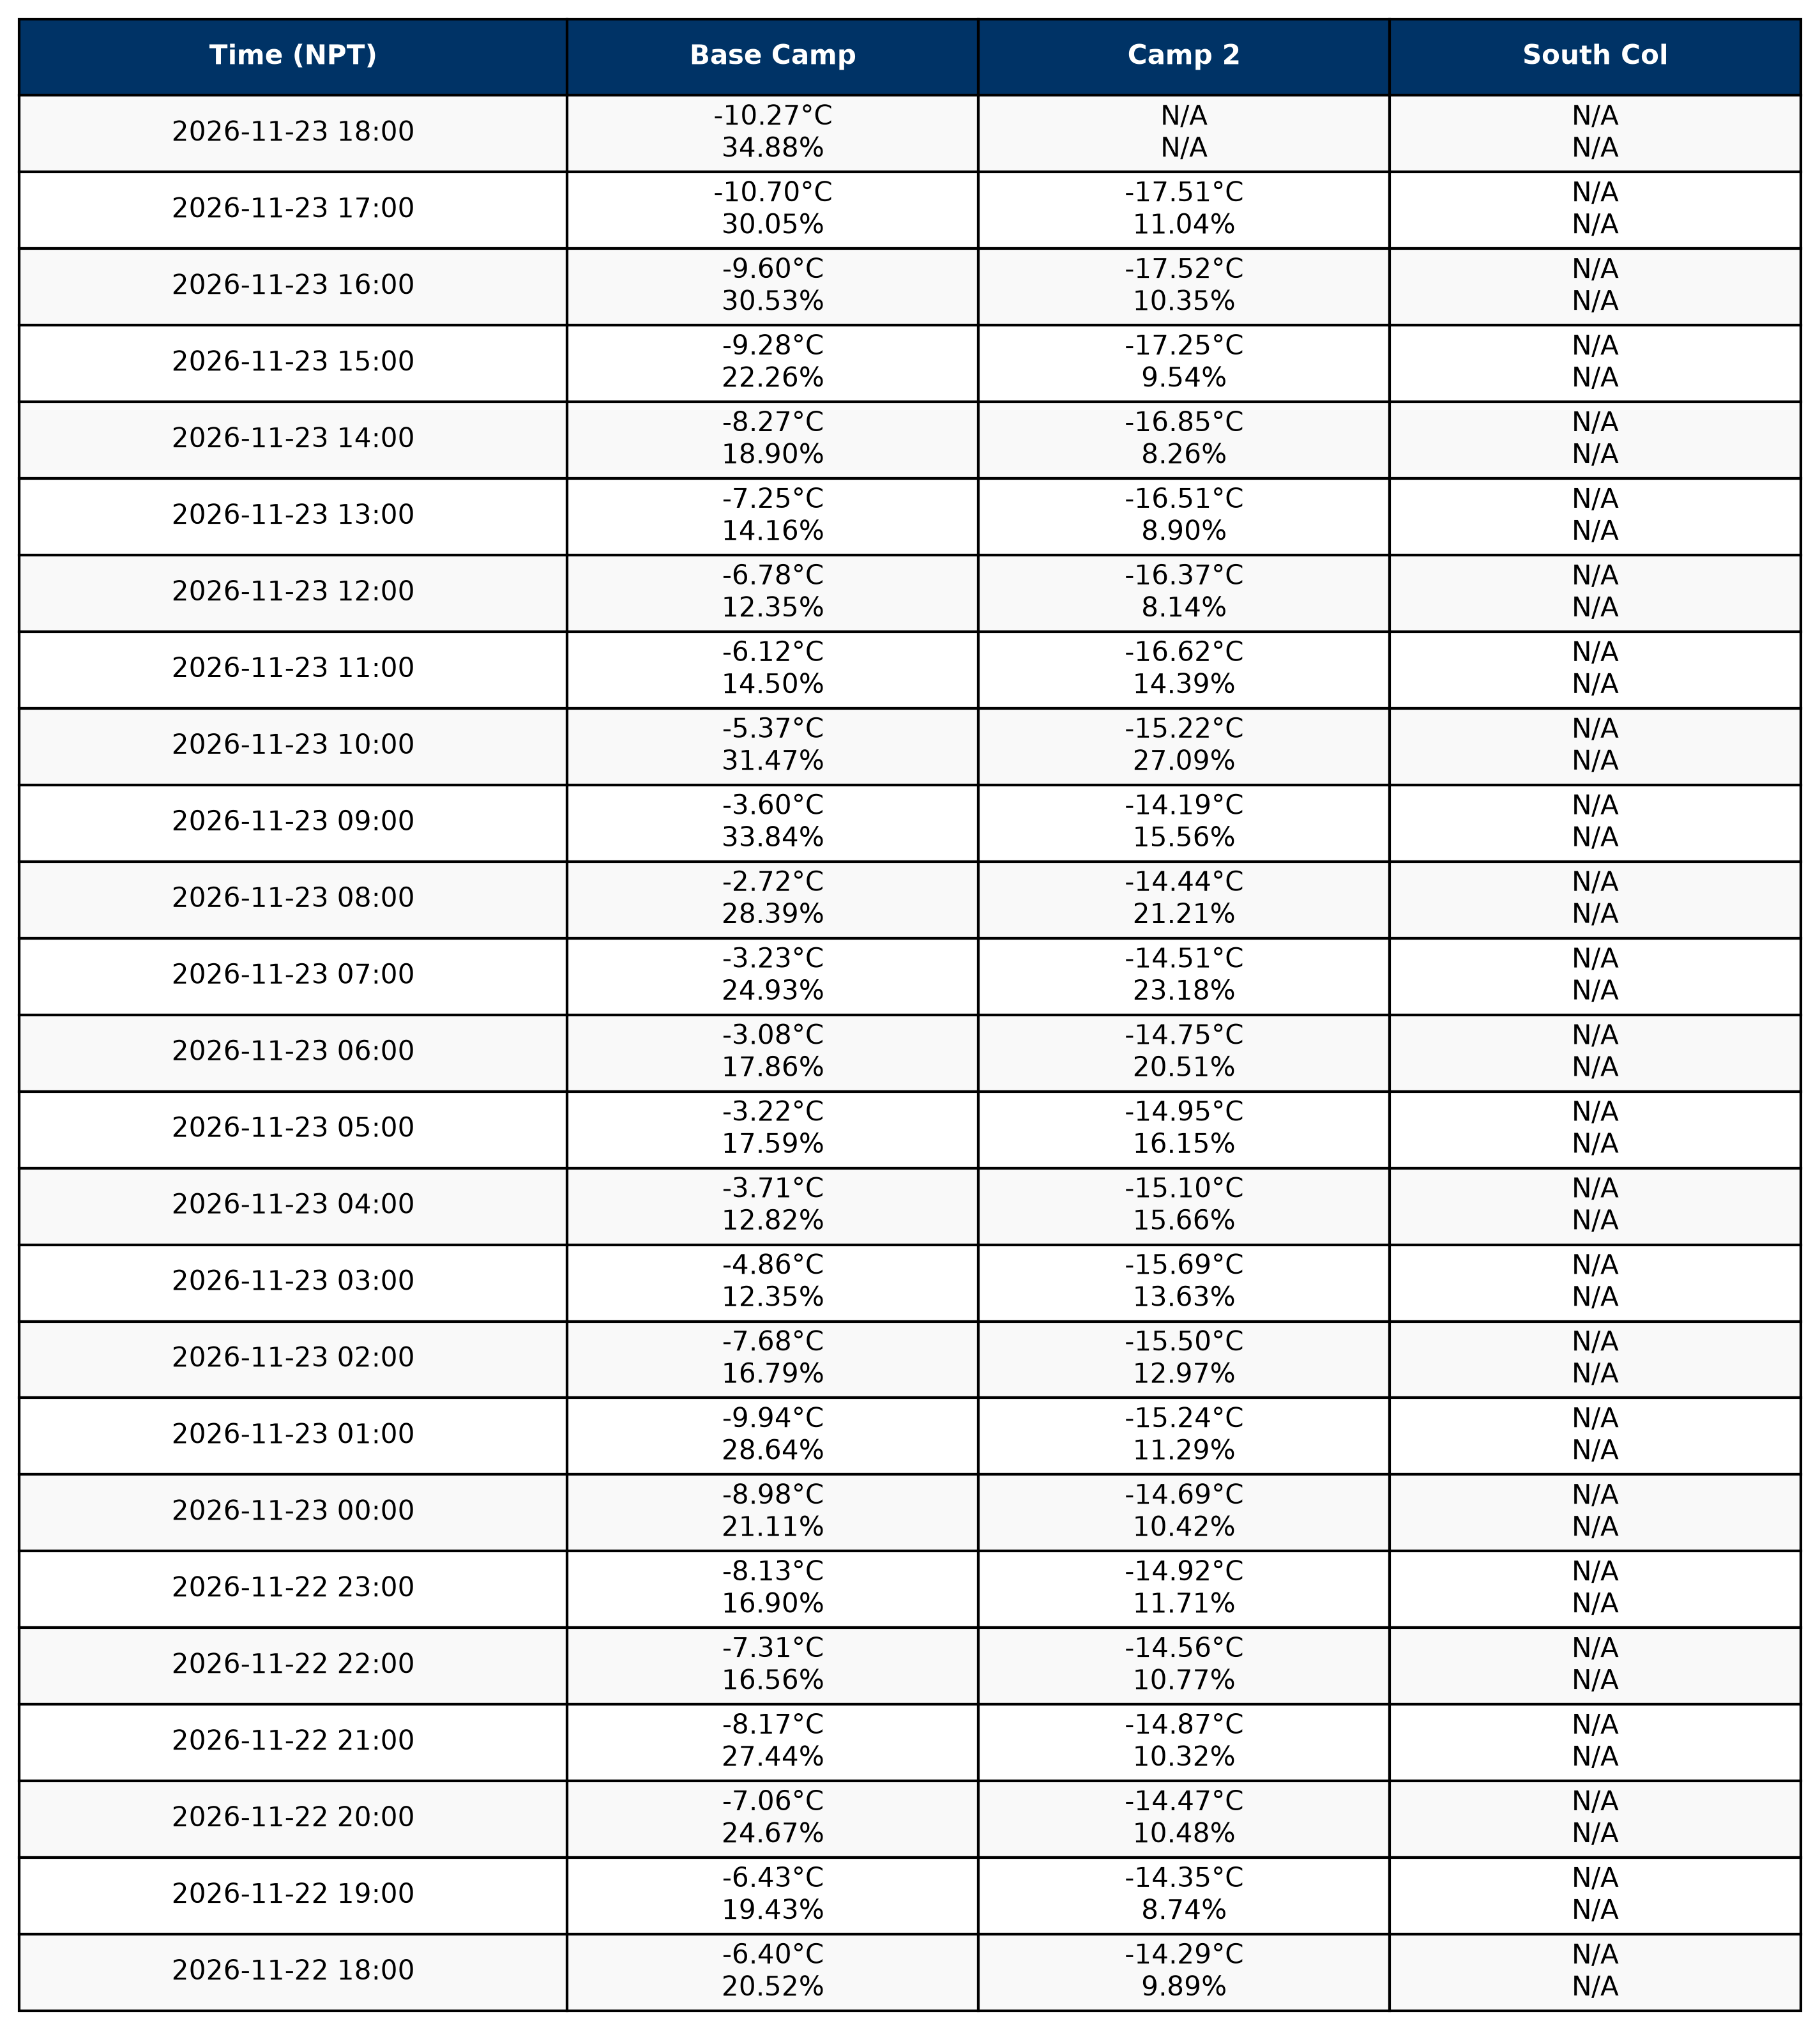 Time (NPT) Base Camp Camp 2 South Col
2026-11-23 18:00 -10.27°C N/A N/A
34.88% N/A N/A
2026-11-23 17:00 -10.70°C -17.51°C N/A
30.05% 11.04% N/A
2026-11-23 16:00 -9.60°C -17.52°C N/A
30.53% 10.35% N/A
2026-11-23 15:00 -9.28°C -17.25°C N/A
22.26% 9.54% N/A
2026-11-23 14:00 -8.27°C -16.85°C N/A
18.90% 8.26% N/A
2026-11-23 13:00 -7.25°C -16.51°C N/A
14.16% 8.90% N/A
2026-11-23 12:00 -6.78°C -16.37°C N/A
12.35% 8.14% N/A
2026-11-23 11:00 -6.12°C -16.62°C N/A
14.50% 14.39% N/A
2026-11-23 10:00 -5.37°C -15.22°C N/A
31.47% 27.09% N/A
2026-11-23 09:00 -3.60°C -14.19°C N/A
33.84% 15.56% N/A
2026-11-23 08:00 -2.72°C -14.44°C N/A
28.39% 21.21% N/A
2026-11-23 07:00 -3.23°C -14.51°C N/A
24.93% 23.18% N/A
2026-11-23 06:00 -3.08°C -14.75°C N/A
17.86% 20.51% N/A
2026-11-23 05:00 -3.22°C -14.95°C N/A
17.59% 16.15% N/A
2026-11-23 04:00 -3.71°C -15.10°C N/A
12.82% 15.66% N/A
2026-11-23 03:00 -4.86°C -15.69°C N/A
12.35% 13.63% N/A
2026-11-23 02:00 -7.68°C -15.50°C N/A
16.79% 12.97% N/A
2026-11-23 01:00 -9.94°C -15.24°C N/A
28.64% 11.29% N/A
2026-11-23 00:00 -8.98°C -14.69°C N/A
21.11% 10.42% N/A
2026-11-22 23:00 -8.13°C -14.92°C N/A
16.90% 11.71% N/A
2026-11-22 22:00 -7.31°C -14.56°C N/A
16.56% 10.77% N/A
2026-11-22 21:00 -8.17°C -14.87°C N/A
27.44% 10.32% N/A
2026-11-22 20:00 -7.06°C -14.47°C N/A
24.67% 10.48% N/A
2026-11-22 19:00 -6.43°C -14.35°C N/A
19.43% 8.74% N/A
2026-11-22 18:00 -6.40°C -14.29°C N/A
20.52% 9.89% N/A